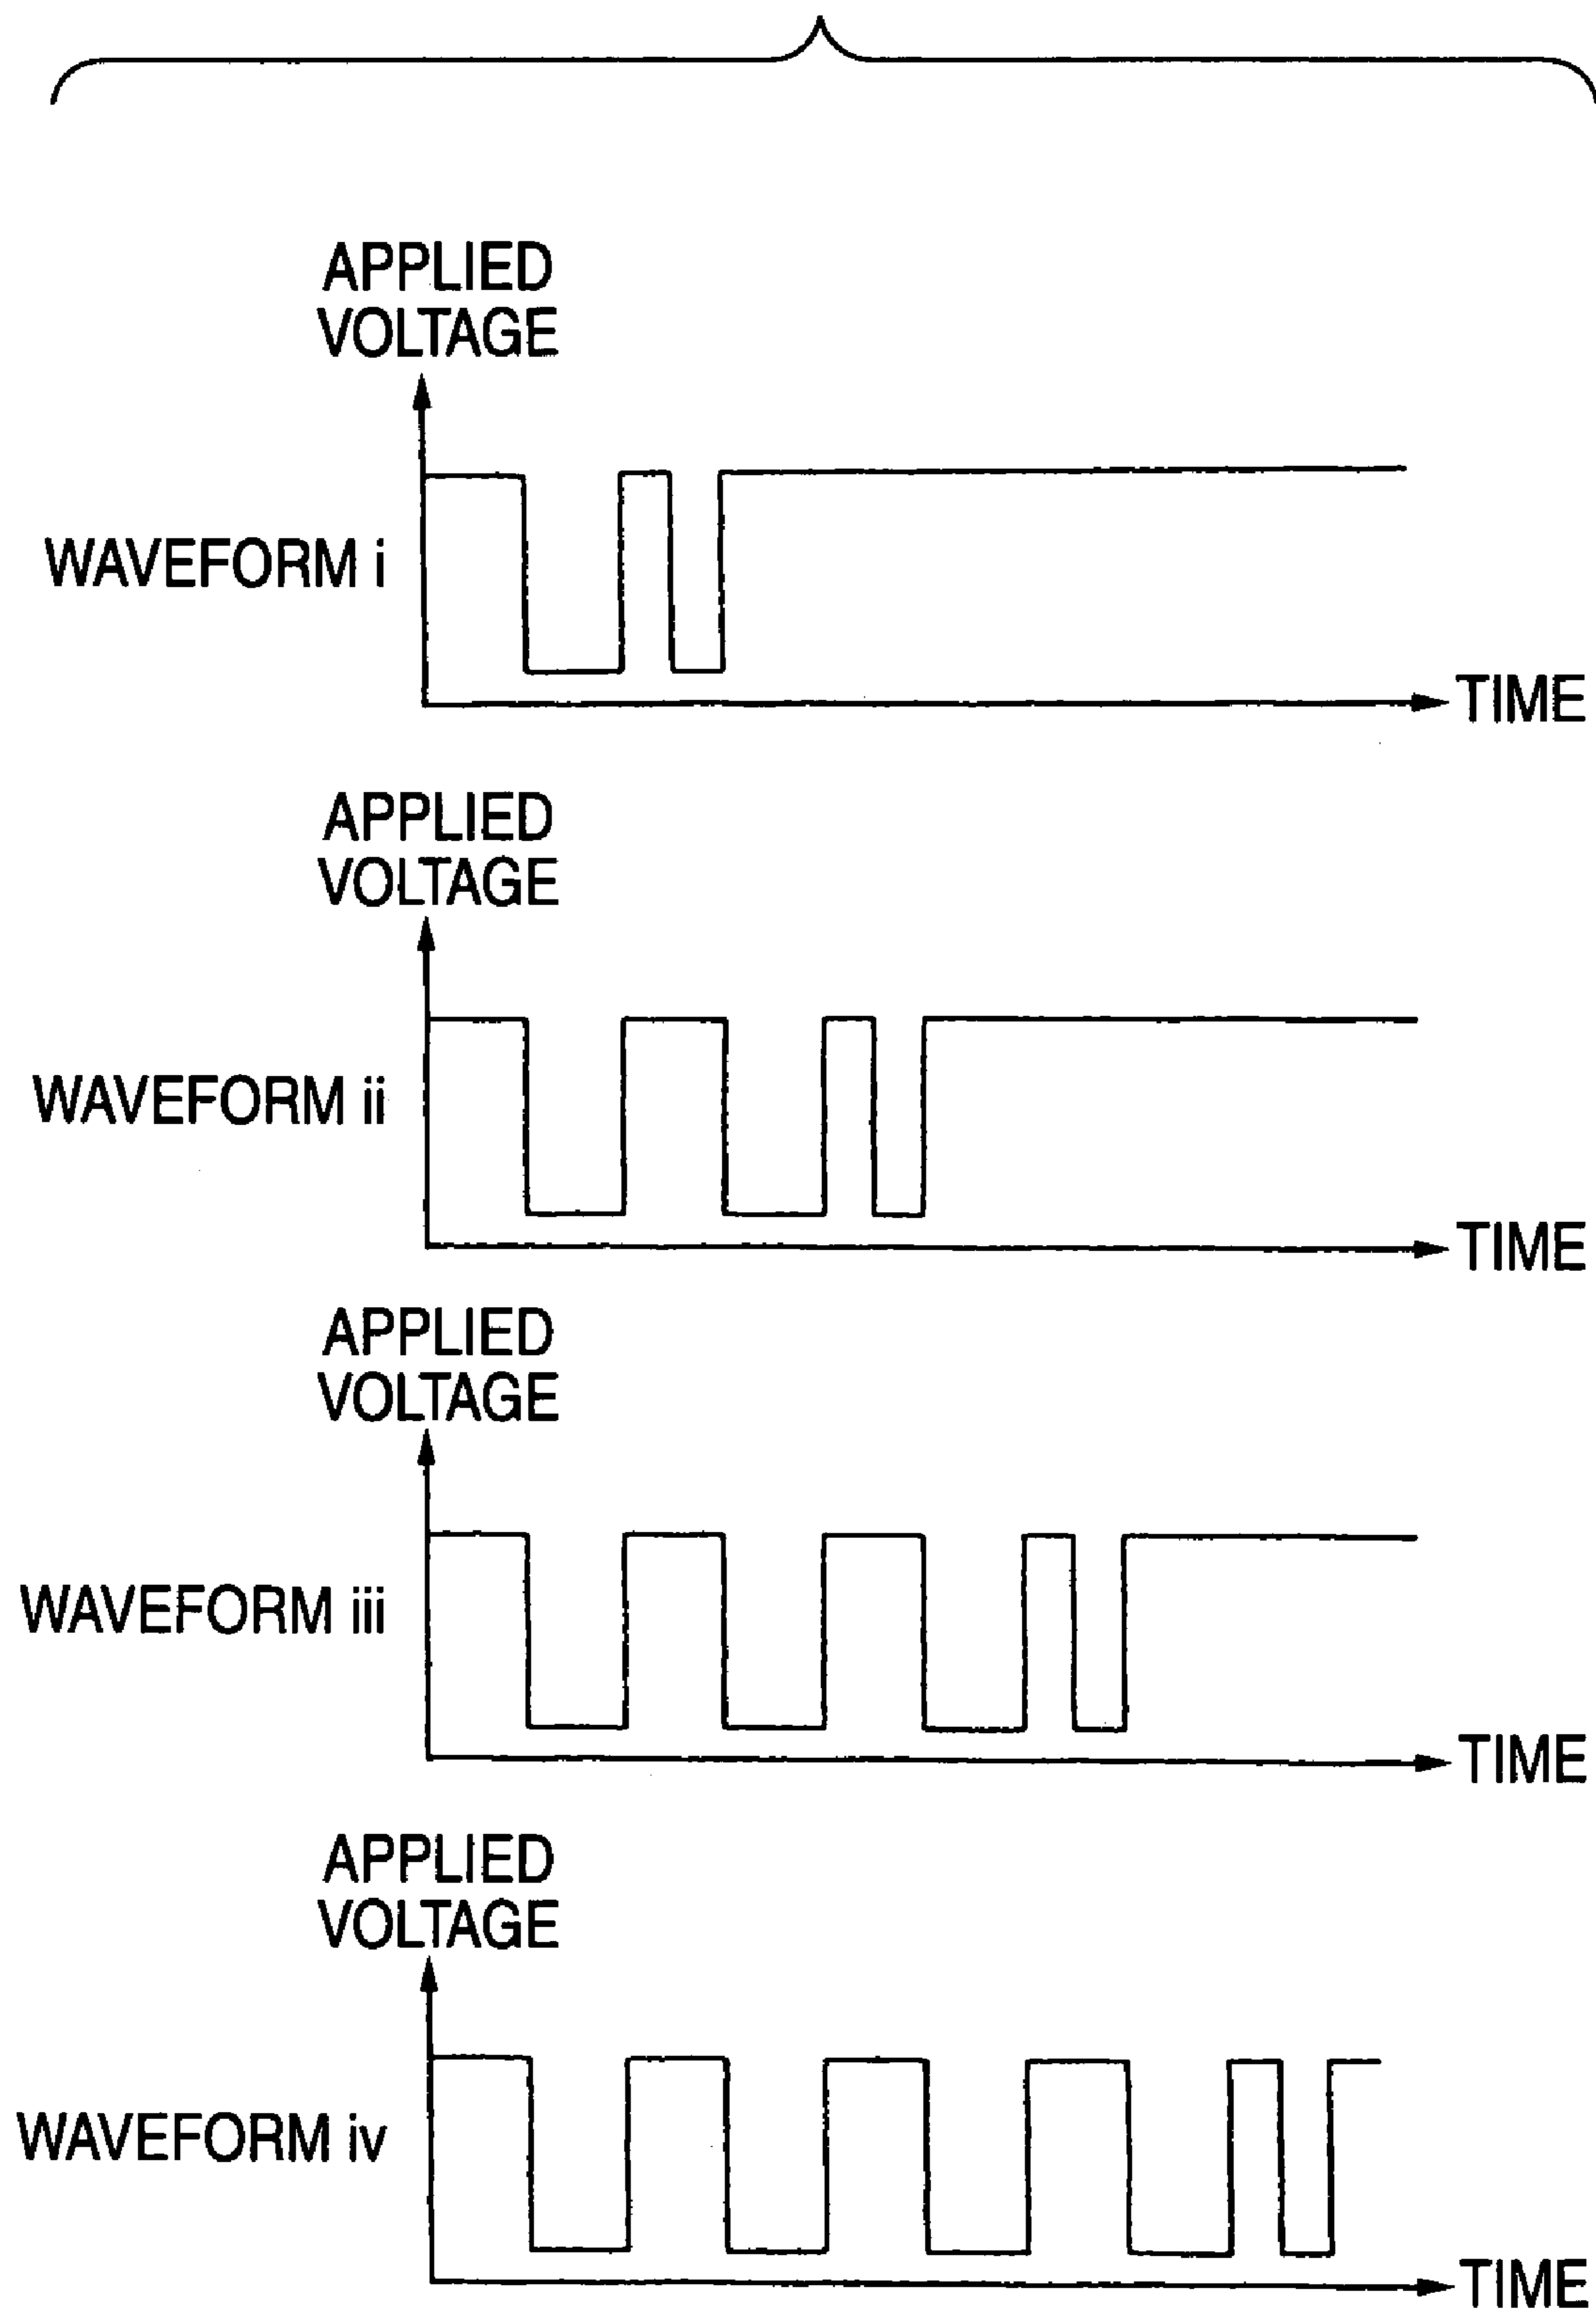 APPLIED
VOLTAGE
WAVEFORM i
TIME
APPLIED
VOLTAGE
WAVEFORM ii
TIME
APPLIED
VOLTAGE
WAVEFORM iii
TIME
APPLIED
VOLTAGE
WAVEFORM iv
TIME